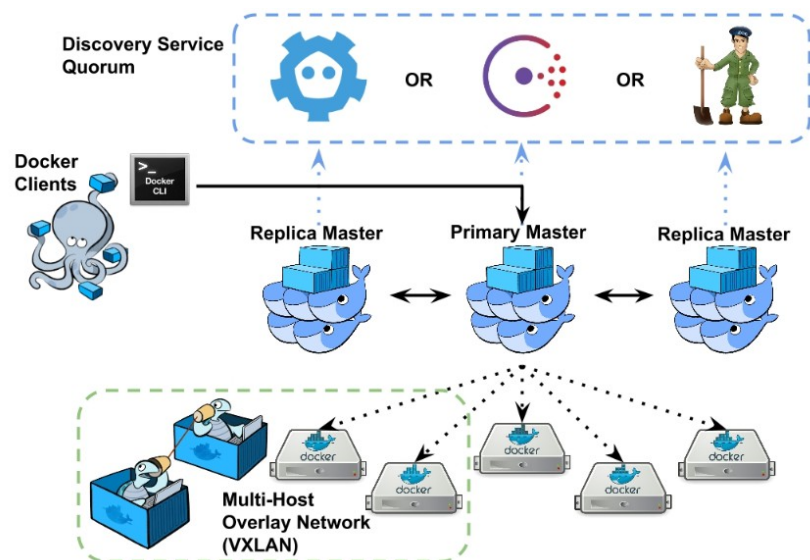 Discovery Service
Quorum
OR
OR
Docker
Clients
>_
Docker
CLI
Replica Master
Primary Master
Replica Master
docker
docker
docker
docker
docker
Multi-Host
Overlay Network
(VXLAN)